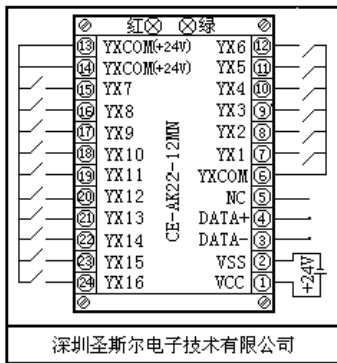 红 绿
13 YXCOM(+24V) YX6 12
14 YXCOM(+24V) YX5 11
15 YX7 YX4 10
16 YX8 YX3 9
17 YX9 YX2 8
18 YX10 YX1 7
19 YX11 YXCOM 6
20 YX12 NC 5
21 YX13 DATA+ 4
22 YX14 DATA- 3
23 YX15 VSS 2
24 YX16 VCC 1
CE-AK22-12MN
+24V
深圳圣斯尔电子技术有限公司